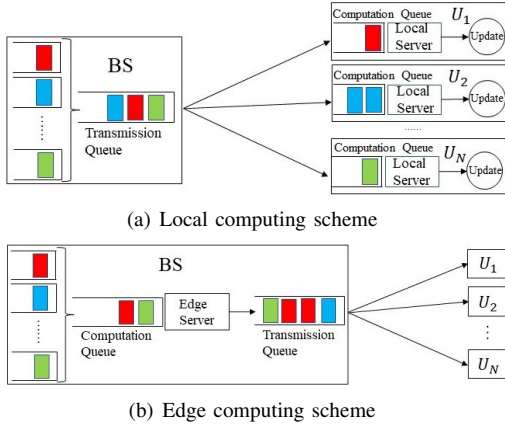 BS
Transmission
Queue
Computation Queue
Local
Server
U1
Update
Computation Queue
Local
Server
U2
Update
......
Computation Queue
Local
Server
UN
Update
(a) Local computing scheme
BS
Computation
Queue
Edge
Server
Transmission
Queue
U1
U2
UN
(b) Edge computing scheme